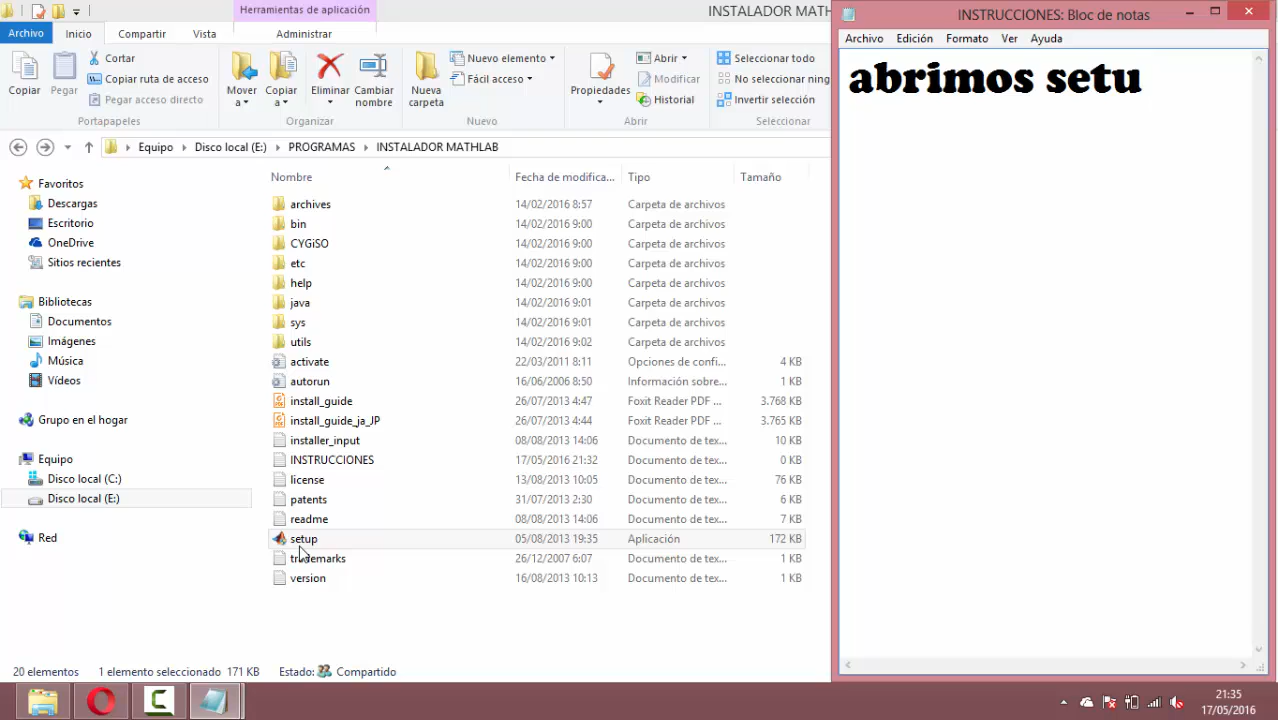 Herramientas de aplicación
INSTALADOR MATH
Archivo
Inicio
Compartir
Vista
Administrar
Copiar
Pegar
Cortar
Copiar ruta de acceso
Pegar acceso directo
Portapapeles
Mover
a
Copiar
a
Eliminar
Cambiar
nombre
Organizar
Nueva
carpeta
Nuevo elemento
Fácil acceso
Nuevo
Propiedades
Abrir
Modificar
Historial
Abrir
Seleccionar todo
No seleccionar ning
Invertir selección
Seleccionar
Equipo
Disco local (E:)
PROGRAMAS
INSTALADOR MATHLAB
Favoritos
Descargas
Escritorio
OneDrive
Sitios recientes
Bibliotecas
Documentos
Imágenes
Música
Vídeos
Grupo en el hogar
Equipo
Disco local (C:)
Disco local (E:)
Red
Nombre Fecha de modifica... Tipo Tamaño
archives 14/02/2016 8:57 Carpeta de archivos
bin 14/02/2016 9:00 Carpeta de archivos
CYGiSO 14/02/2016 9:00 Carpeta de archivos
etc 14/02/2016 9:00 Carpeta de archivos
help 14/02/2016 9:00 Carpeta de archivos
java 14/02/2016 9:01 Carpeta de archivos
sys 14/02/2016 9:01 Carpeta de archivos
utils 14/02/2016 9:02 Carpeta de archivos
activate 22/03/2011 8:11 Opciones de confi... 4 KB
autorun 16/06/2006 8:50 Información sobre... 1 KB
install_guide 26/07/2013 4:47 Foxit Reader PDF ... 3.768 KB
install_guide_ja_JP 26/07/2013 4:44 Foxit Reader PDF ... 3.765 KB
installer_input 08/08/2013 14:06 Documento de tex... 10 KB
INSTRUCCIONES 17/05/2016 21:32 Documento de tex... 0 KB
license 13/08/2013 10:05 Documento de tex... 76 KB
patents 31/07/2013 2:30 Documento de tex... 6 KB
readme 08/08/2013 14:06 Documento de tex... 7 KB
setup 05/08/2013 19:35 Aplicación 172 KB
trademarks 26/12/2007 6:07 Documento de tex... 1 KB
version 16/08/2013 10:13 Documento de tex... 1 KB
20 elementos 1 elemento seleccionado 171 KB Estado: Compartido
INSTRUCCIONES: Bloc de notas
Archivo Edición Formato Ver Ayuda
abrimos setu
21:35
17/05/2016